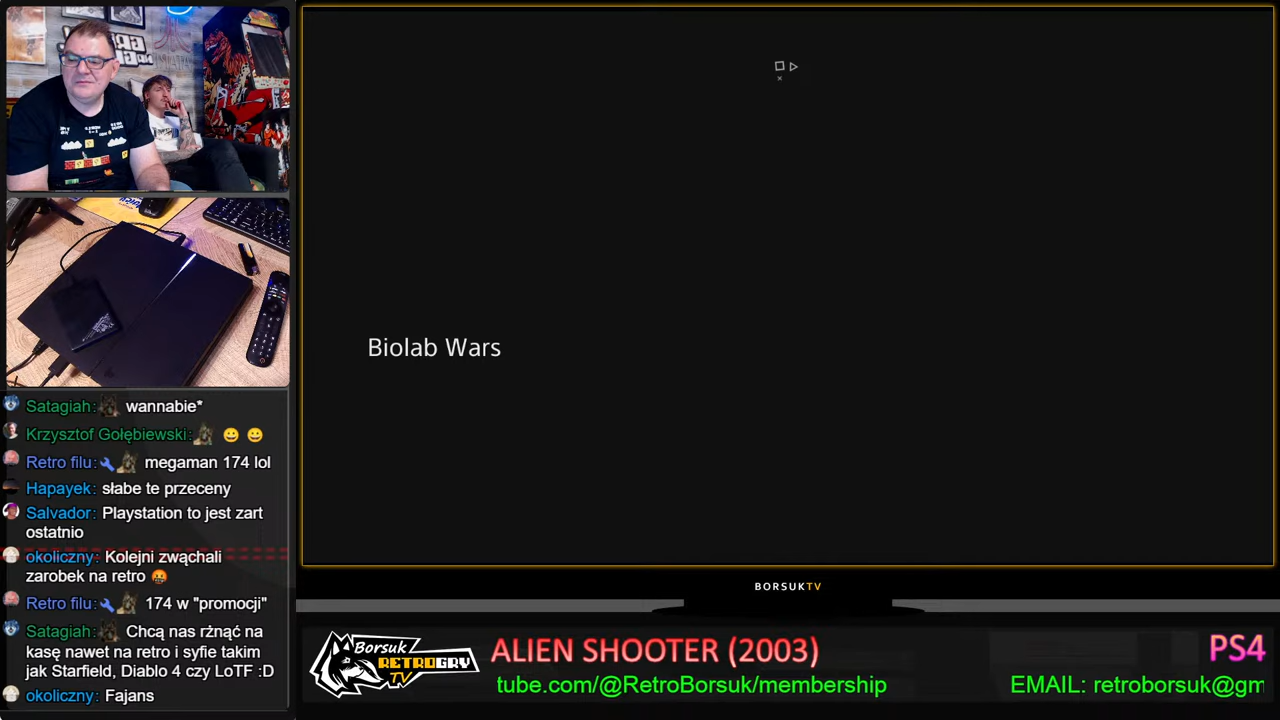 Biolab Wars
Satagiah: wannabie*
Krzysztof Gołębiewski: 😀 😀
Retro filu: megaman 174 lol
Hapayek: słabe te przeceny
Salvador: Playstation to jest zart
ostatnio
okoliczny: Kolejni zwąchali
zarobek na retro 🤬
Retro filu: 174 w "promocji"
Satagiah: Chcą nas rżnąć na
kasę nawet na retro i syfie takim
jak Starfield, Diablo 4 czy LoTF :D
okoliczny: Fajans
BORSUKTV
Borsuk
RETROGRY
TV
ALIEN SHOOTER (2003)
PS4
tube.com/@RetroBorsuk/membership
EMAIL: retroborsuk@gm